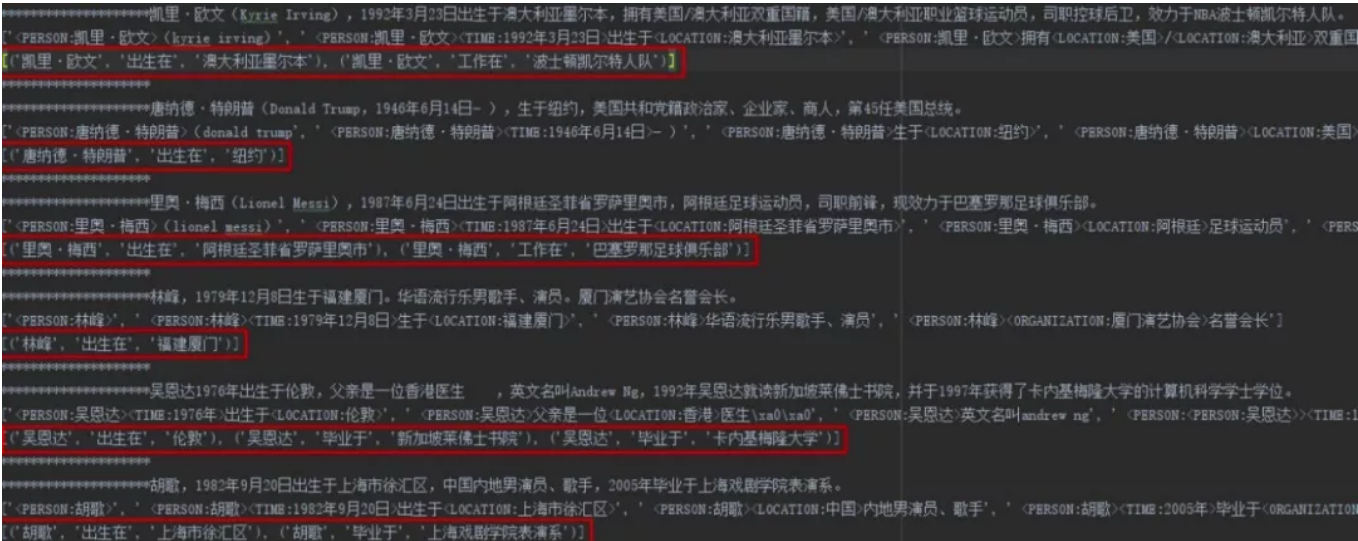 ********************凯里·欧文（Kyrie Irving），1992年3月23日出生于澳大利亚墨尔本，拥有美国/澳大利亚双重国籍，美国/澳大利亚职业篮球运动员，司职控球后卫，效力于NBA波士顿凯尔特人队。
['<PERSON:凯里·欧文>（kyrie irving）', ' <PERSON:凯里·欧文><TIME:1992年3月23日>出生于<LOCATION:澳大利亚墨尔本>', ' <PERSON:凯里·欧文>拥有<LOCATION:美国>/<LOCATION:澳大利亚>双重国
[('凯里·欧文', '出生在', '澳大利亚墨尔本'), ('凯里·欧文', '工作在', '波士顿凯尔特人队')]
********************
********************唐纳德·特朗普（Donald Trump，1946年6月14日- ），生于纽约，美国共和党籍政治家、企业家、商人，第45任美国总统。
['<PERSON:唐纳德·特朗普>（donald trump', ' <PERSON:唐纳德·特朗普><TIME:1946年6月14日>- ）', ' <PERSON:唐纳德·特朗普>生于<LOCATION:纽约>', ' <PERSON:唐纳德·特朗普><LOCATION:美国>
[('唐纳德·特朗普', '出生在', '纽约')]
********************
********************里奥·梅西（Lionel Messi），1987年6月24日出生于阿根廷圣菲省罗萨里奥市，阿根廷足球运动员，司职前锋，现效力于巴塞罗那足球俱乐部。
['<PERSON:里奥·梅西>（lionel messi）', ' <PERSON:里奥·梅西><TIME:1987年6月24日>出生于<LOCATION:阿根廷圣菲省罗萨里奥市>', ' <PERSON:里奥·梅西><LOCATION:阿根廷>足球运动员', ' <PERS
[('里奥·梅西', '出生在', '阿根廷圣菲省罗萨里奥市'), ('里奥·梅西', '工作在', '巴塞罗那足球俱乐部')]
********************
********************林峰，1979年12月8日生于福建厦门。华语流行乐男歌手、演员。厦门演艺协会名誉会长。
['<PERSON:林峰>', ' <PERSON:林峰><TIME:1979年12月8日>生于<LOCATION:福建厦门>', ' <PERSON:林峰>华语流行乐男歌手、演员', ' <PERSON:林峰><ORGANIZATION:厦门演艺协会>名誉会长']
[('林峰', '出生在', '福建厦门')]
********************
********************吴恩达1976年出生于伦敦，父亲是一位香港医生  ，英文名叫Andrew Ng，1992年吴恩达就读新加坡莱佛士书院，并于1997年获得了卡内基梅隆大学的计算机科学学士学位。
['<PERSON:吴恩达><TIME:1976年>出生于<LOCATION:伦敦>', ' <PERSON:吴恩达>父亲是一位<LOCATION:香港>医生\xa0\xa0', ' <PERSON:吴恩达>英文名叫andrew ng', ' <PERSON:<PERSON:吴恩达>><TIME:1
[('吴恩达', '出生在', '伦敦'), ('吴恩达', '毕业于', '新加坡莱佛士书院'), ('吴恩达', '毕业于', '卡内基梅隆大学')]
********************
********************胡歌，1982年9月20日出生于上海市徐汇区，中国内地男演员、歌手，2005年毕业于上海戏剧学院表演系。
['<PERSON:胡歌>', ' <PERSON:胡歌><TIME:1982年9月20日>出生于<LOCATION:上海市徐汇区>', ' <PERSON:胡歌><LOCATION:中国>内地男演员、歌手', ' <PERSON:胡歌><TIME:2005年>毕业于<ORGANIZATION
[('胡歌', '出生在', '上海市徐汇区'), ('胡歌', '毕业于', '上海戏剧学院表演系')]